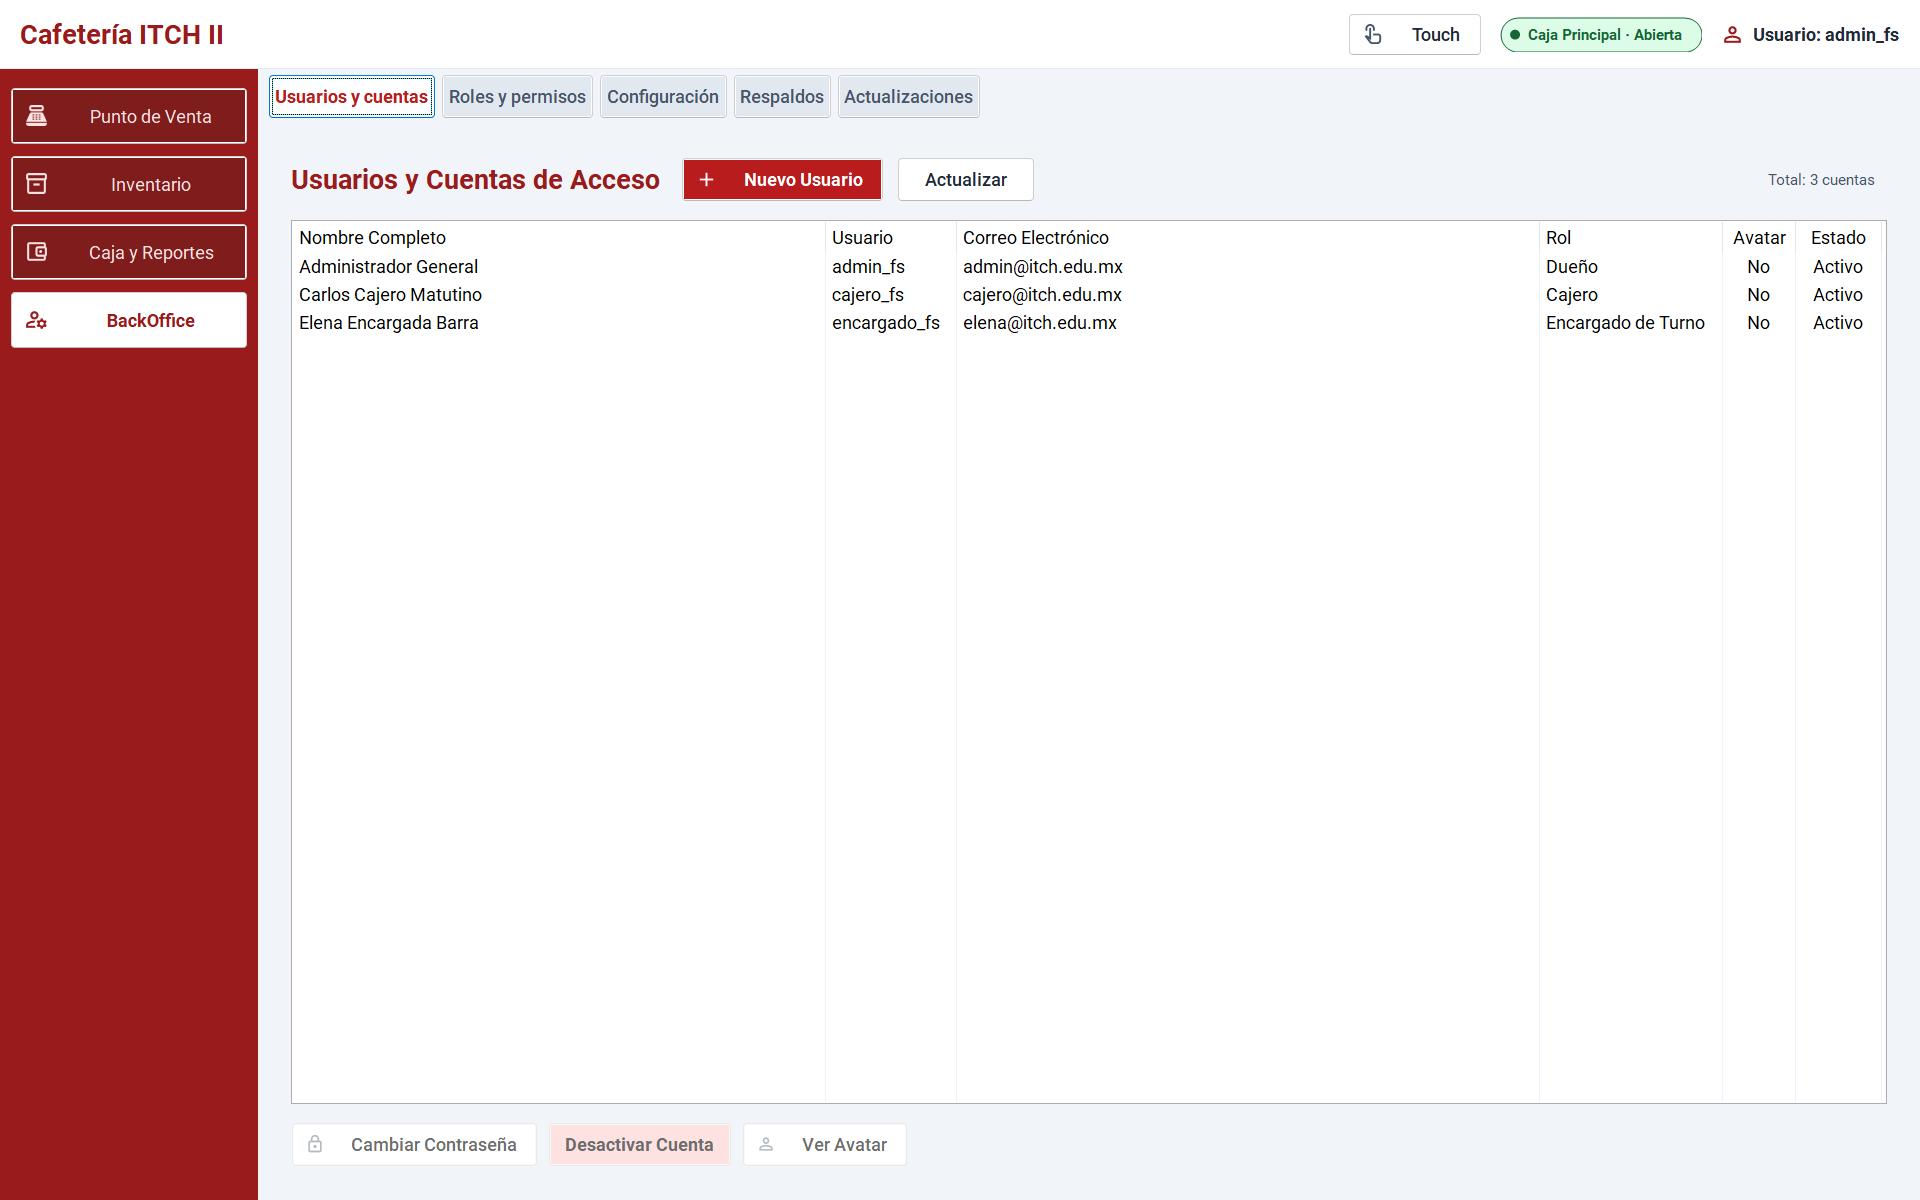 Cafetería ITCH II
Touch
Caja Principal · Abierta
Usuario: admin_fs
Punto de Venta
Inventario
Caja y Reportes
BackOffice
Usuarios y cuentas
Roles y permisos
Configuración
Respaldos
Actualizaciones
Usuarios y Cuentas de Acceso
+ Nuevo Usuario
Actualizar
Total: 3 cuentas
Nombre Completo Usuario Correo Electrónico Rol Avatar Estado
Administrador General admin_fs admin@itch.edu.mx Dueño No Activo
Carlos Cajero Matutino cajero_fs cajero@itch.edu.mx Cajero No Activo
Elena Encargada Barra encargado_fs elena@itch.edu.mx Encargado de Turno No Activo
Cambiar Contraseña
Desactivar Cuenta
Ver Avatar